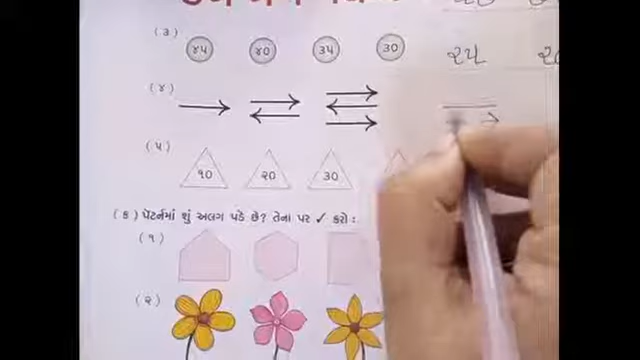 (૩) ૪૫ ૪૦ ૩૫ ૩૦ ૨૫
(૪)
(૫) ૧૦ ૨૦ ૩૦
(ક) પેટર્નમાં શું અલગ પડે છે? તેના પર ✓ કરો :
(૧)
(૨)